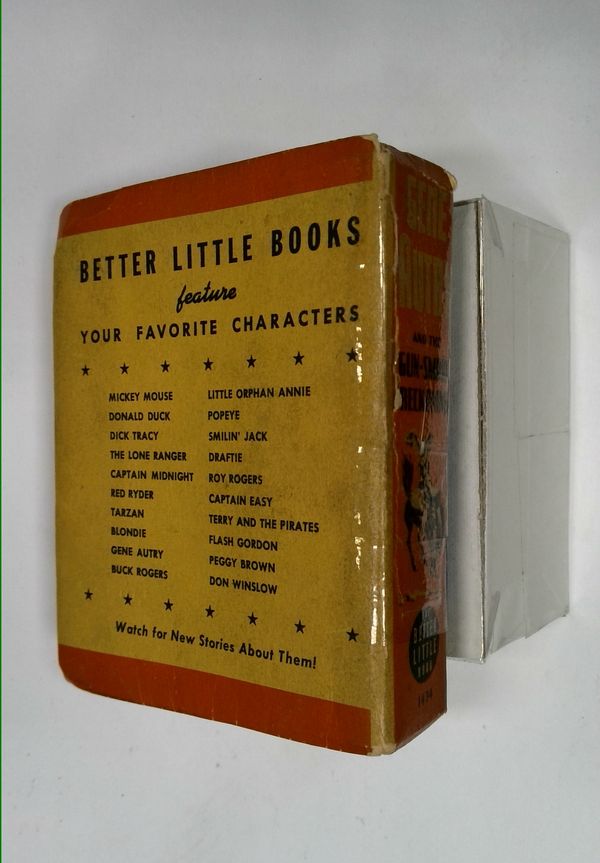 BETTER LITTLE BOOKS
feature
YOUR FAVORITE CHARACTERS
MICKEY MOUSE
DONALD DUCK
DICK TRACY
THE LONE RANGER
CAPTAIN MIDNIGHT
RED RYDER
TARZAN
BLONDIE
GENE AUTRY
BUCK ROGERS
LITTLE ORPHAN ANNIE
POPEYE
SMILIN' JACK
DRAFTIE
ROY ROGERS
CAPTAIN EASY
TERRY AND THE PIRATES
FLASH GORDON
PEGGY BROWN
DON WINSLOW
Watch for New Stories About Them!
GENE
AND THE
BETTER
LITTLE
BOOK
1434